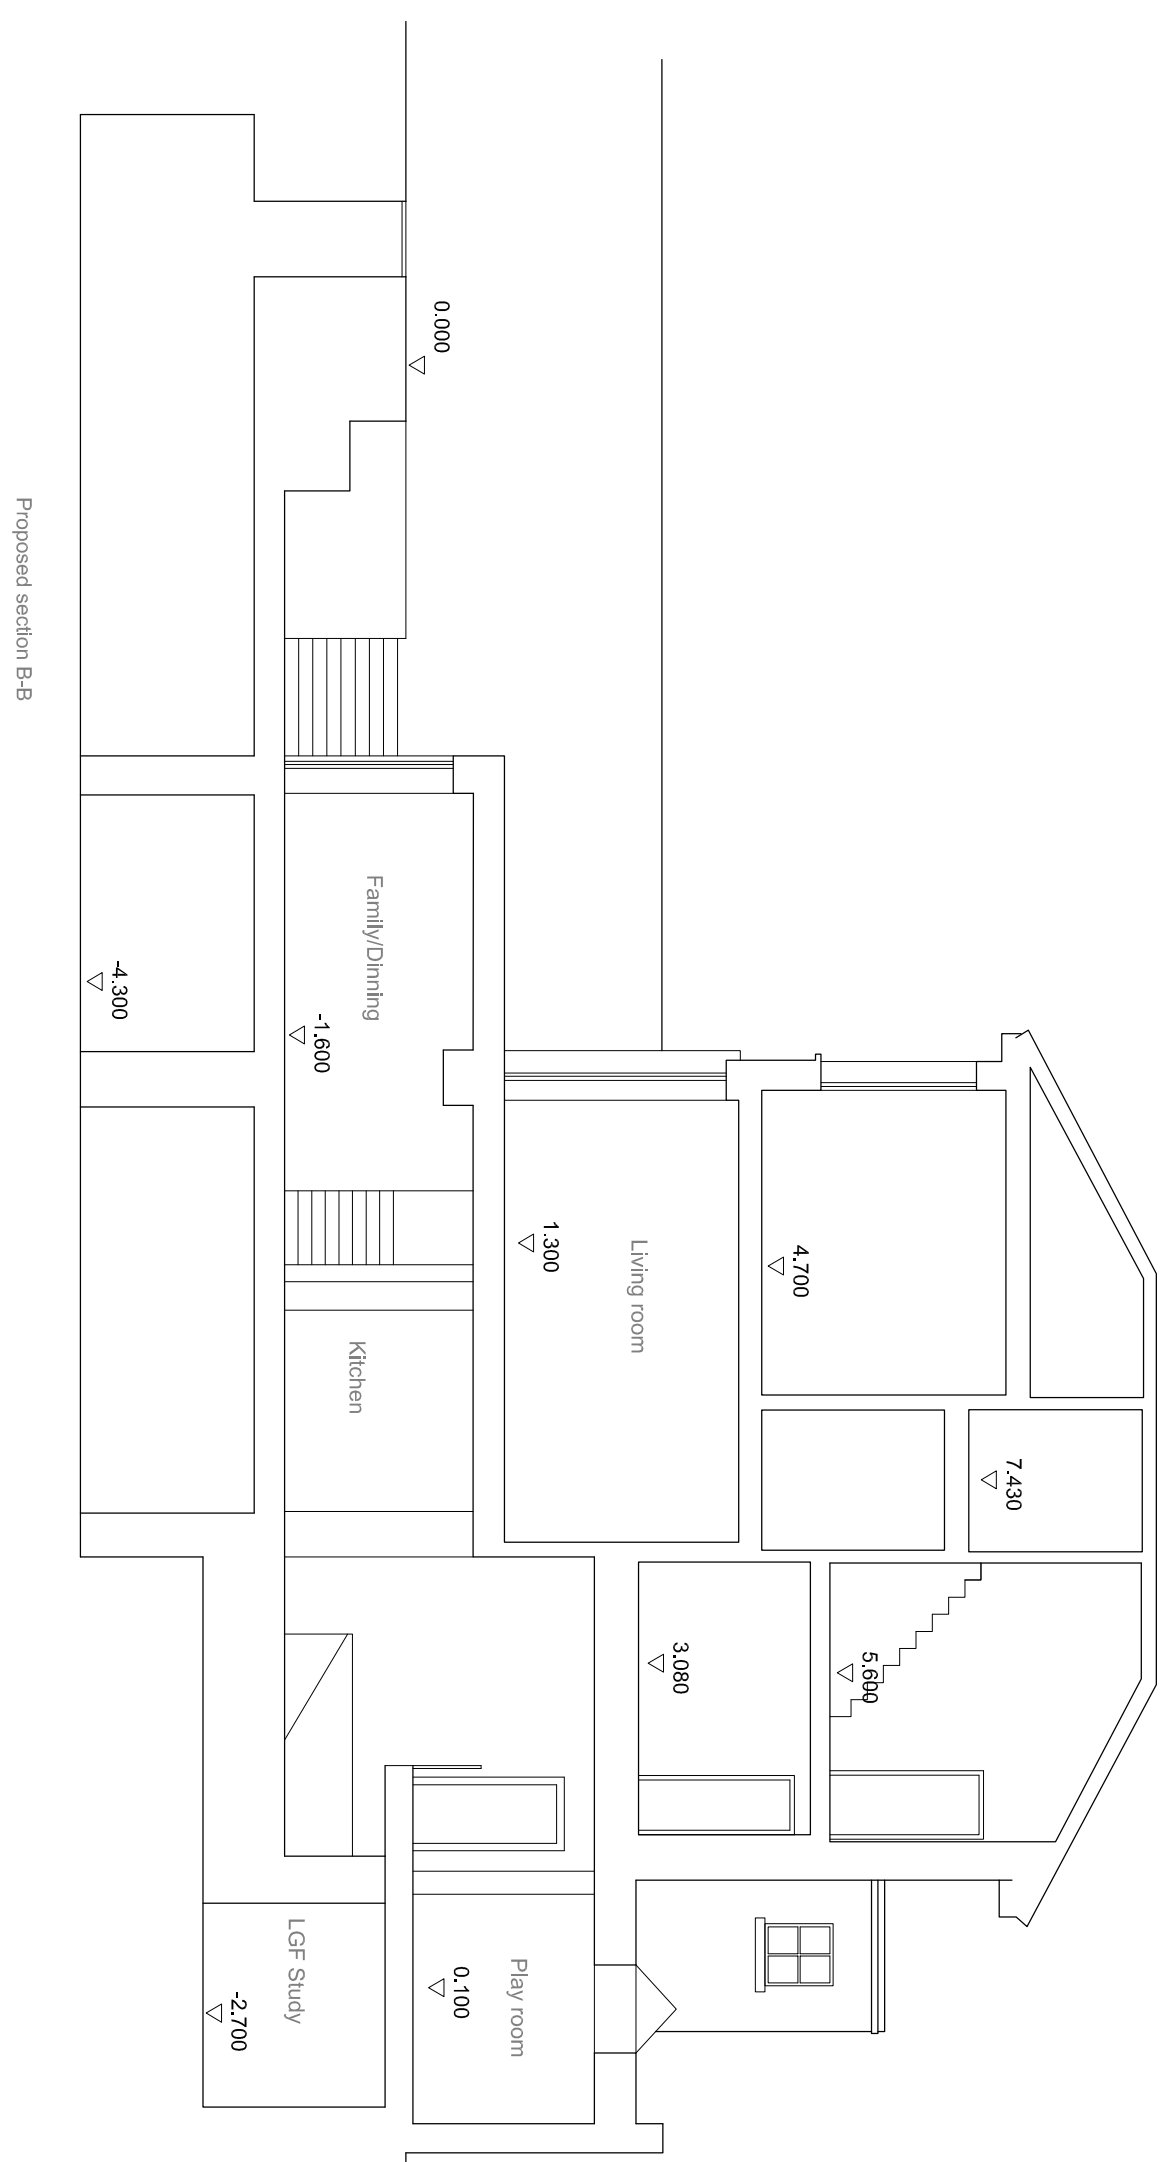 7.430
5.600
4.700
3.080
Living room
1.300
Play room
0.100
0.000
Family/Dinning
Kitchen
-1.600
LGF Study
-2.700
-4.300
Proposed section B-B